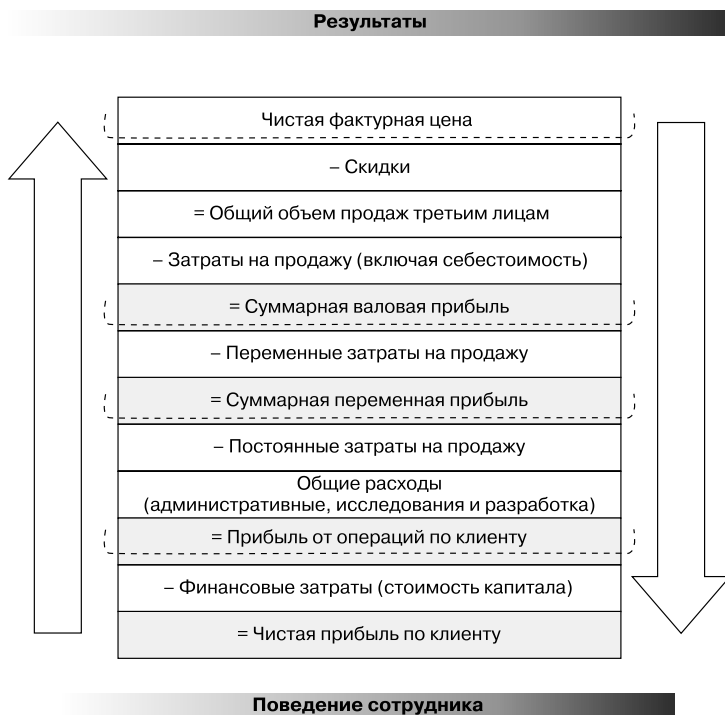 Результаты
Чистая фактурная цена
– Скидки
= Общий объем продаж третьим лицам
– Затраты на продажу (включая себестоимость)
= Суммарная валовая прибыль
– Переменные затраты на продажу
= Суммарная переменная прибыль
– Постоянные затраты на продажу
Общие расходы
(административные, исследования и разработка)
= Прибыль от операций по клиенту
– Финансовые затраты (стоимость капитала)
= Чистая прибыль по клиенту
Поведение сотрудника